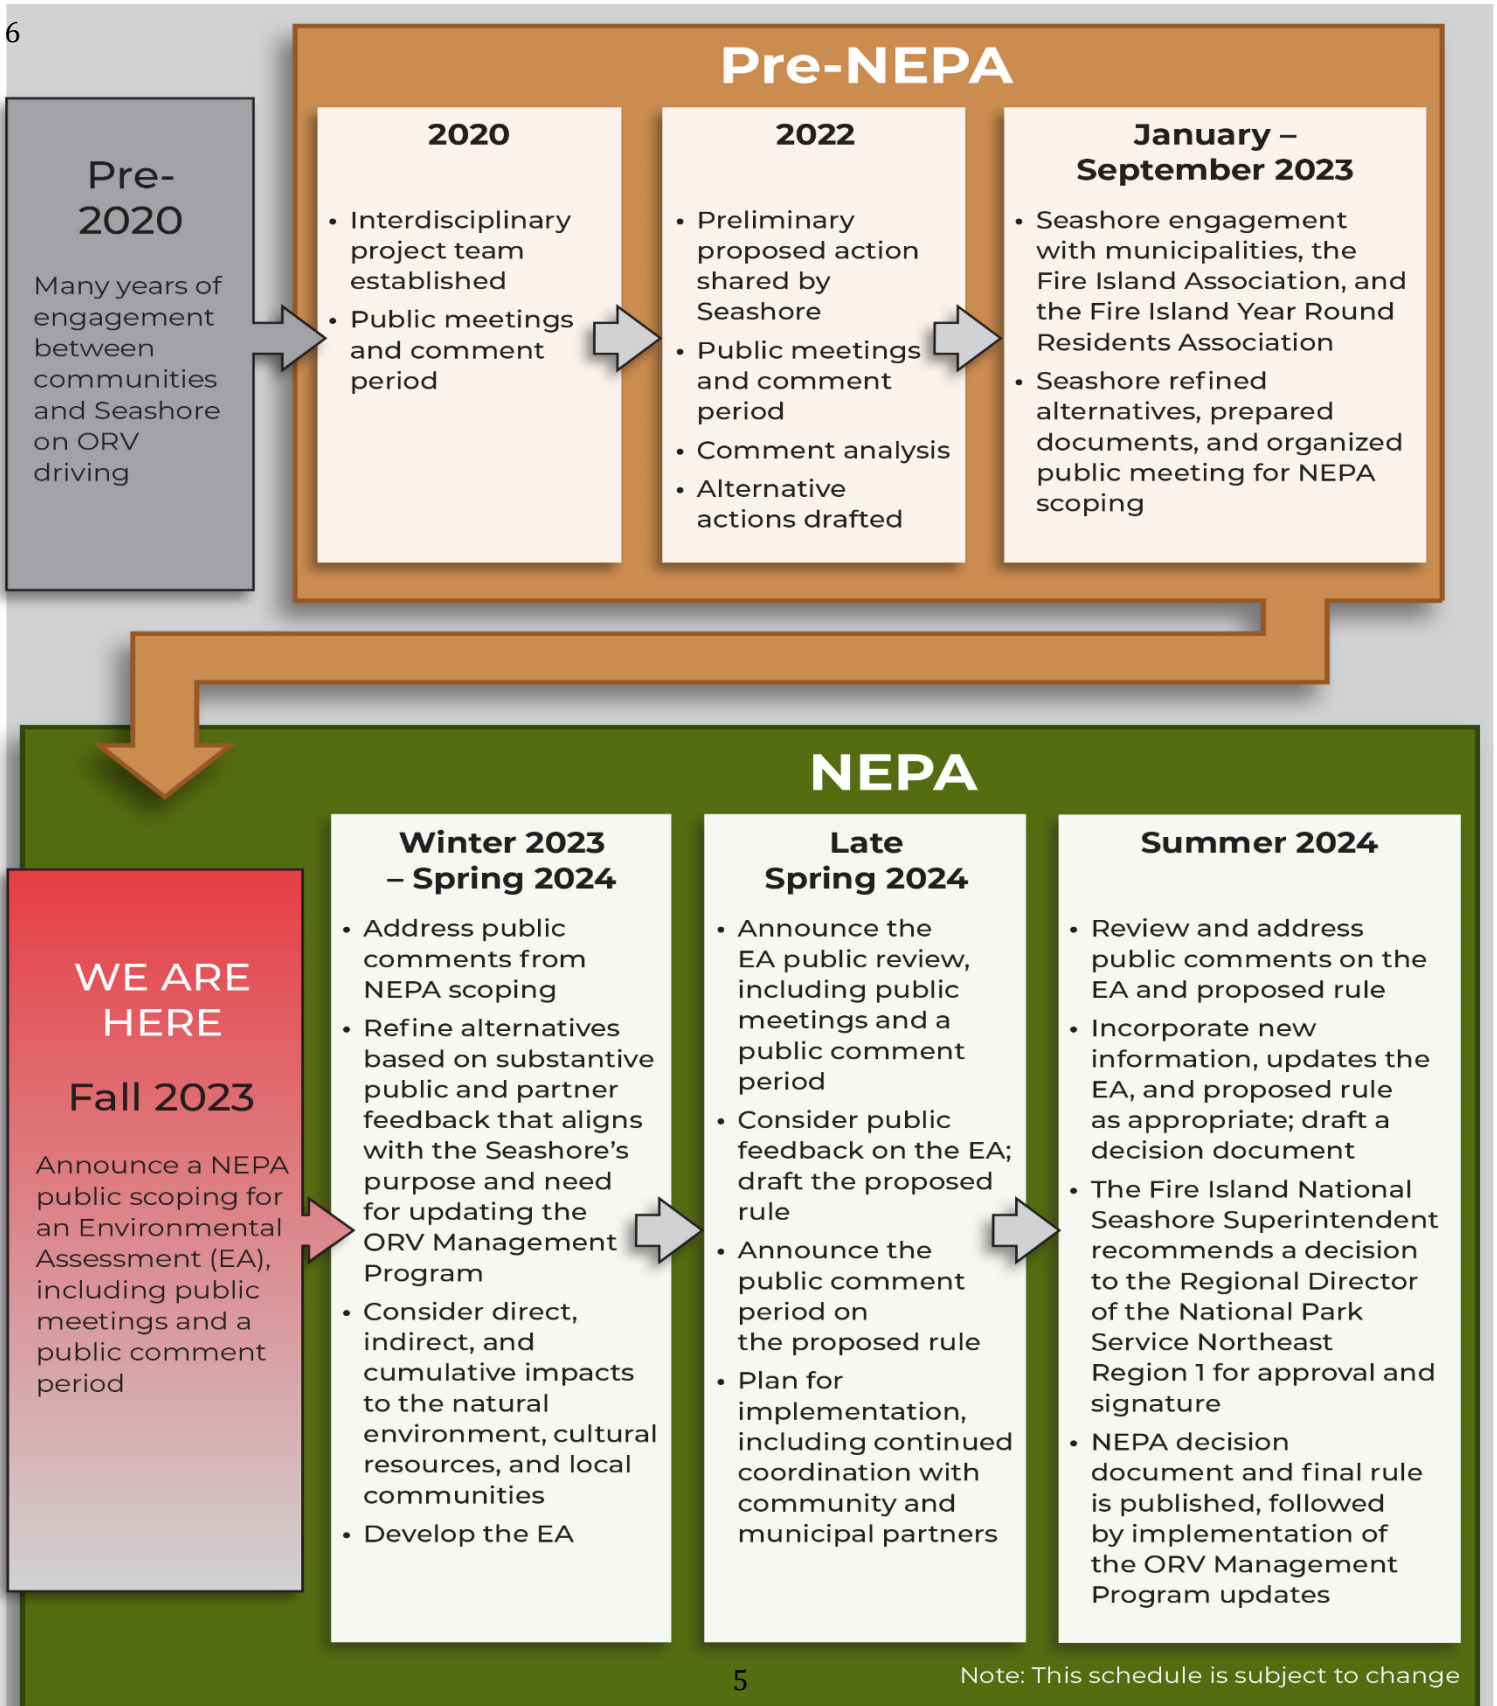 6
Pre-NEPA
Pre-
2020
Many years of
engagement
between
communities
and Seashore
on ORV
driving
2020
• Interdisciplinary
project team
established
• Public meetings
and comment
period
2022
• Preliminary
proposed action
shared by
Seashore
• Public meetings
and comment
period
• Comment analysis
• Alternative
actions drafted
January –
September 2023
• Seashore engagement
with municipalities, the
Fire Island Association, and
the Fire Island Year Round
Residents Association
• Seashore refined
alternatives, prepared
documents, and organized
public meeting for NEPA
scoping
NEPA
WE ARE
HERE
Fall 2023
Announce a NEPA
public scoping for
an Environmental
Assessment (EA),
including public
meetings and a
public comment
period
Winter 2023
– Spring 2024
• Address public
comments from
NEPA scoping
• Refine alternatives
based on substantive
public and partner
feedback that aligns
with the Seashore’s
purpose and need
for updating the
ORV Management
Program
• Consider direct,
indirect, and
cumulative impacts
to the natural
environment, cultural
resources, and local
communities
• Develop the EA
Late
Spring 2024
• Announce the
EA public review,
including public
meetings and a
public comment
period
• Consider public
feedback on the EA;
draft the proposed
rule
• Announce the
public comment
period on
the proposed rule
• Plan for
implementation,
including continued
coordination with
community and
municipal partners
Summer 2024
• Review and address
public comments on the
EA and proposed rule
• Incorporate new
information, updates the
EA, and proposed rule
as appropriate; draft a
decision document
• The Fire Island National
Seashore Superintendent
recommends a decision
to the Regional Director
of the National Park
Service Northeast
Region 1 for approval and
signature
• NEPA decision
document and final rule
is published, followed
by implementation of
the ORV Management
Program updates
5
Note: This schedule is subject to change